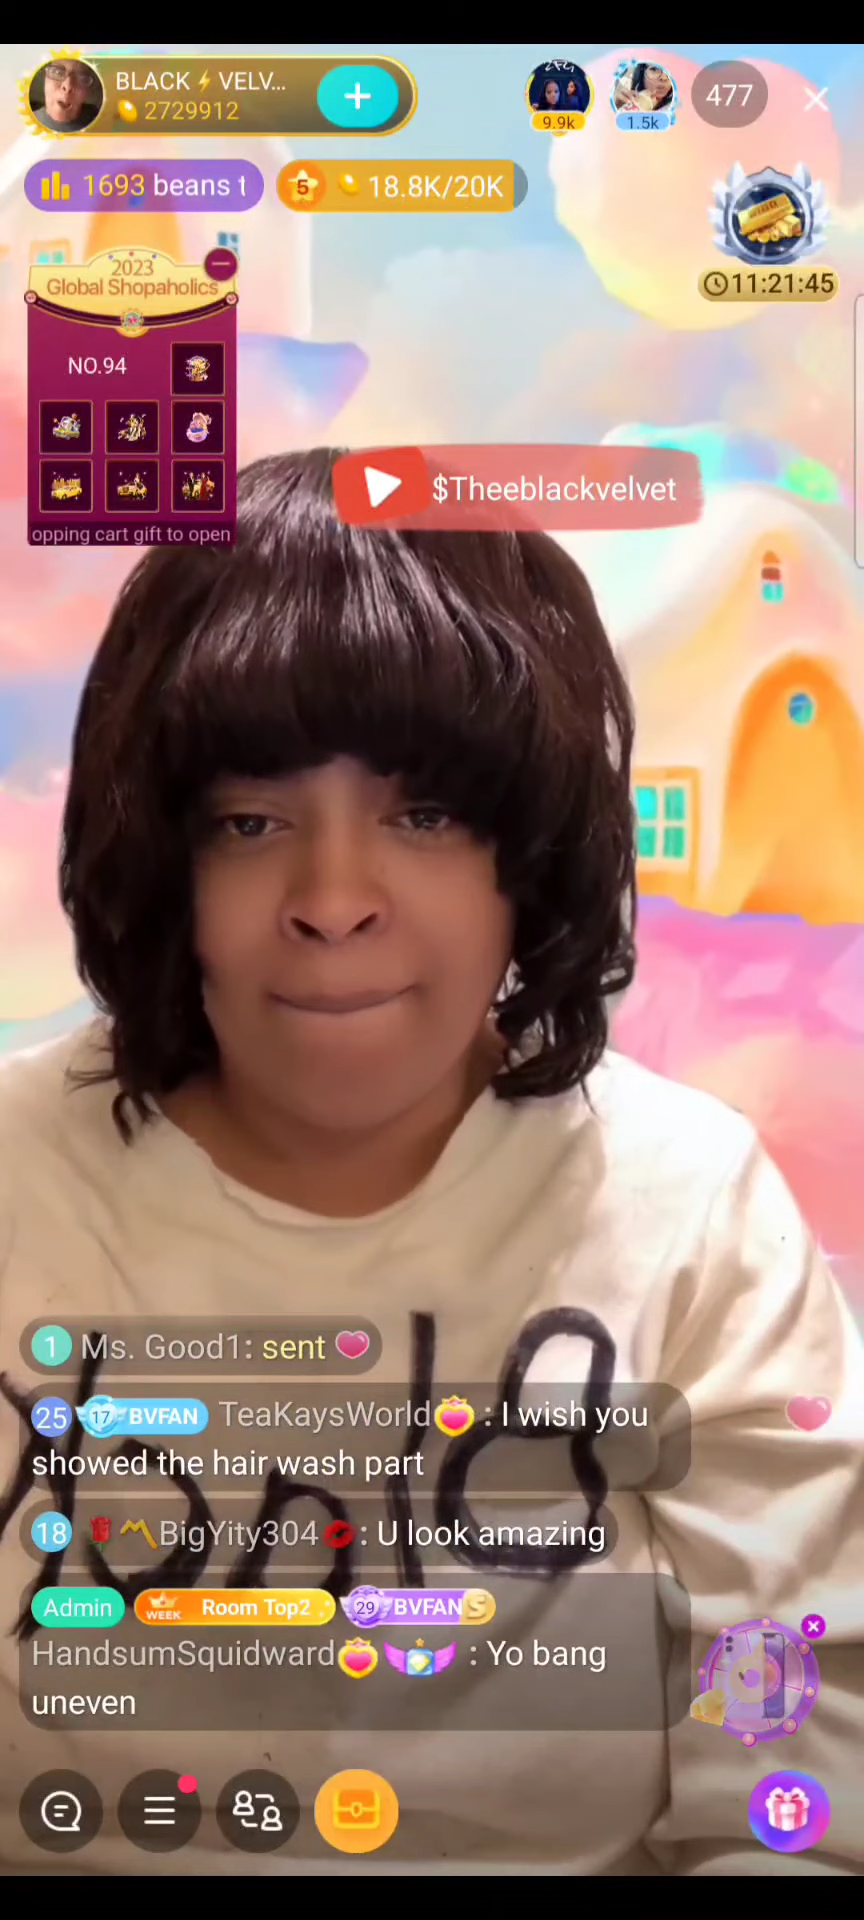 BLACK⚡VELV...
2729912
9.9k
1.5k
477
1693 beans t
5
18.8K/20K
11:21:45
2023
Global Shopaholics
NO.94
opping cart gift to open
$Theeblackvelvet
1 Ms. Good1: sent
25 17 BVFAN TeaKaysWorld : I wish you
showed the hair wash part
18 BigYity304 : U look amazing
Admin WEEK Room Top2 29 BVFAN S
HandsumSquidward : Yo bang
uneven